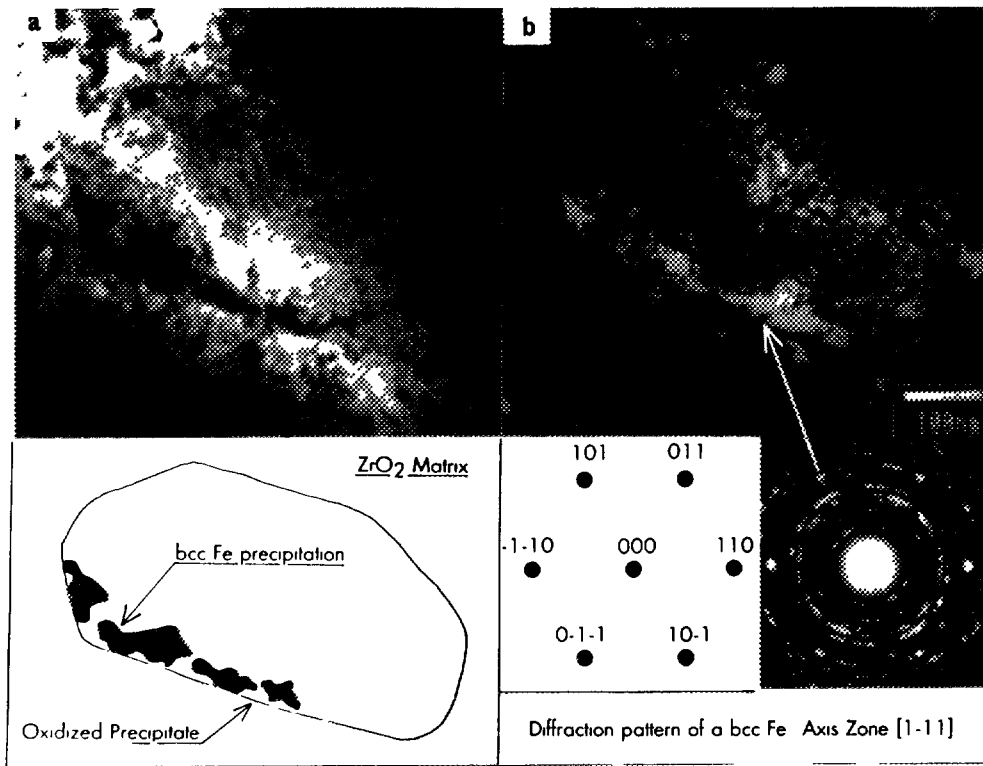 a
b
100nm
ZrO2 Matrix
bcc Fe precipitation
Oxidized Precipitate
101 011
-1-10 000 110
0-1-1 10-1
Diffraction pattern of a bcc Fe Axis Zone [1-11]